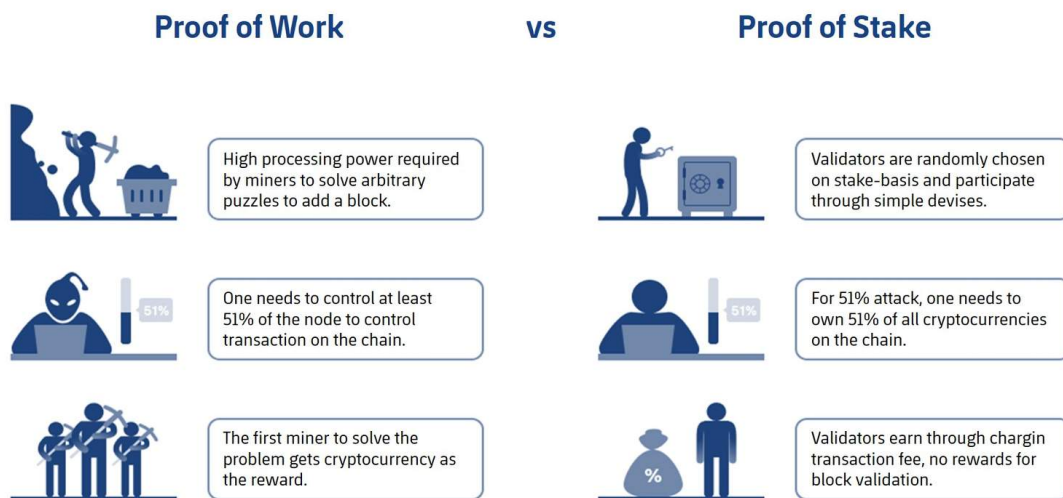 Proof of Work vs Proof of Stake
High processing power required
by miners to solve arbitrary
puzzles to add a block.
Validators are randomly chosen
on stake-basis and participate
through simple devises.
51%
One needs to control at least
51% of the node to control
transaction on the chain.
51%
For 51% attack, one needs to
own 51% of all cryptocurrencies
on the chain.
The first miner to solve the
problem gets cryptocurrency as
the reward.
%
Validators earn through chargin
transaction fee, no rewards for
block validation.